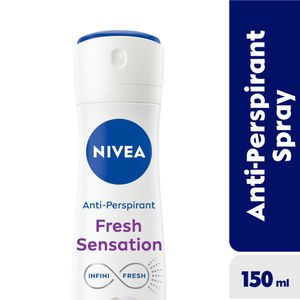 NIVEA
Anti-Perspirant
Fresh
Sensation
INFINI FRESH
Anti-Perspirant
Spray
150 ml